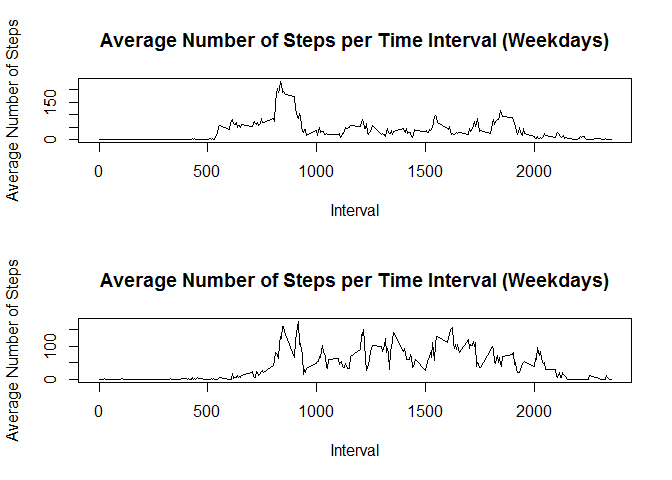 Average Number of Steps per Time Interval (Weekdays)
Average Number of Steps
150
0
0 500 1000 1500 2000
Interval
Average Number of Steps per Time Interval (Weekdays)
Average Number of Steps
100
0
0 500 1000 1500 2000
Interval